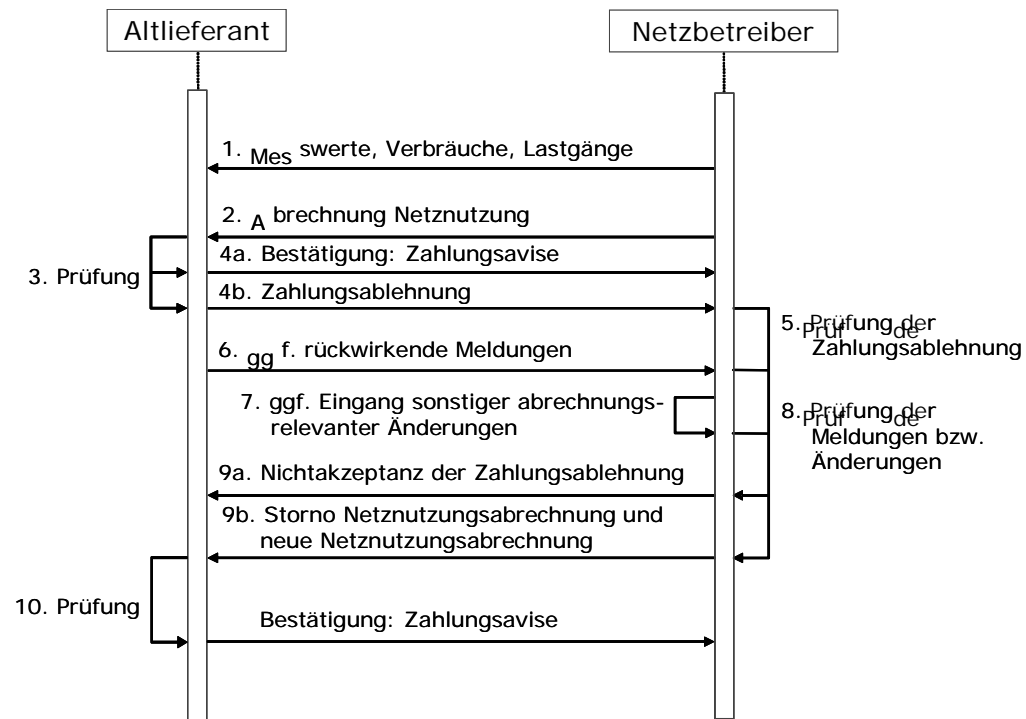 Altlieferant
Netzbetreiber
1. Messwerte, Verbräuche, Lastgänge
2. Abrechnung Netznutzung
4a. Bestätigung: Zahlungsavise
3. Prüfung
4b. Zahlungsablehnung
5. Prüfung der
Zahlungsablehnung
6. ggf. rückwirkende Meldungen
7. ggf. Eingang sonstiger abrechnungs-
relevanter Änderungen
8. Prüfung der
Meldungen bzw.
Änderungen
9a. Nichtakzeptanz der Zahlungsablehnung
9b. Storno Netznutzungsabrechnung und
neue Netznutzungsabrechnung
10. Prüfung
Bestätigung: Zahlungsavise